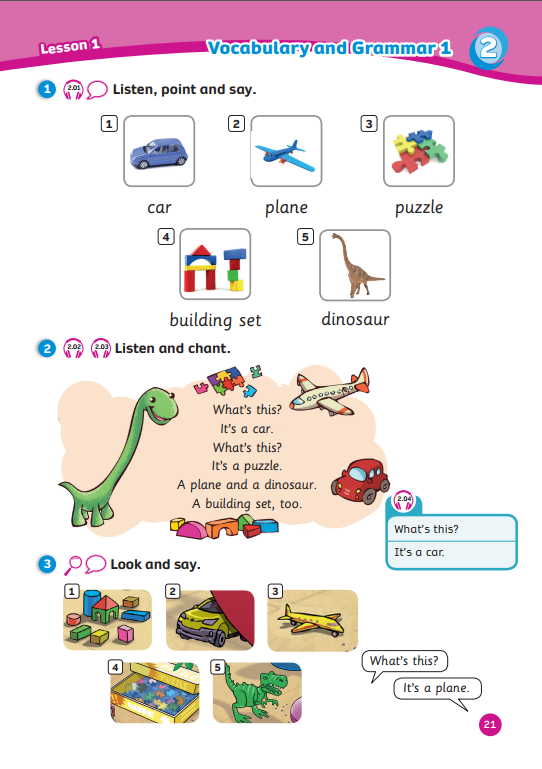 Lesson 1
Vocabulary and Grammar 1
2
1 2.01 Listen, point and say.
1
2
3
car
plane
puzzle
4
5
building set
dinosaur
2 2.02 2.03 Listen and chant.
What's this?
It's a car.
What's this?
It's a puzzle.
A plane and a dinosaur.
A building set, too.
2.04
What's this?
It's a car.
3 Look and say.
1
2
3
4
5
What's this?
It's a plane.
21